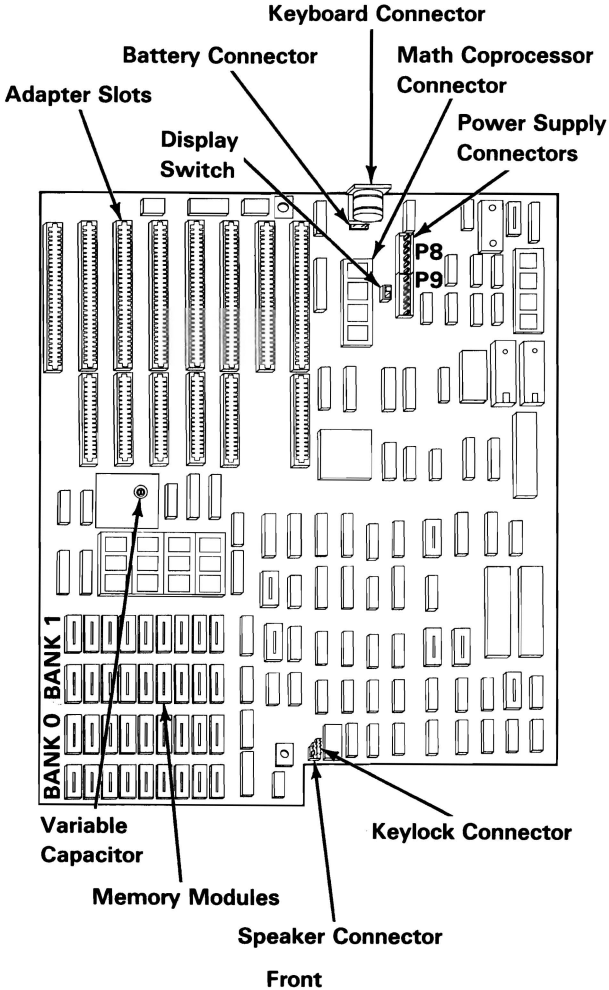 Keyboard Connector
Battery Connector
Math Coprocessor
Connector
Adapter Slots
Power Supply
Connectors
Display
Switch
P8
P9
BANK 1
BANK 0
Variable
Capacitor
Keylock Connector
Memory Modules
Speaker Connector
Front